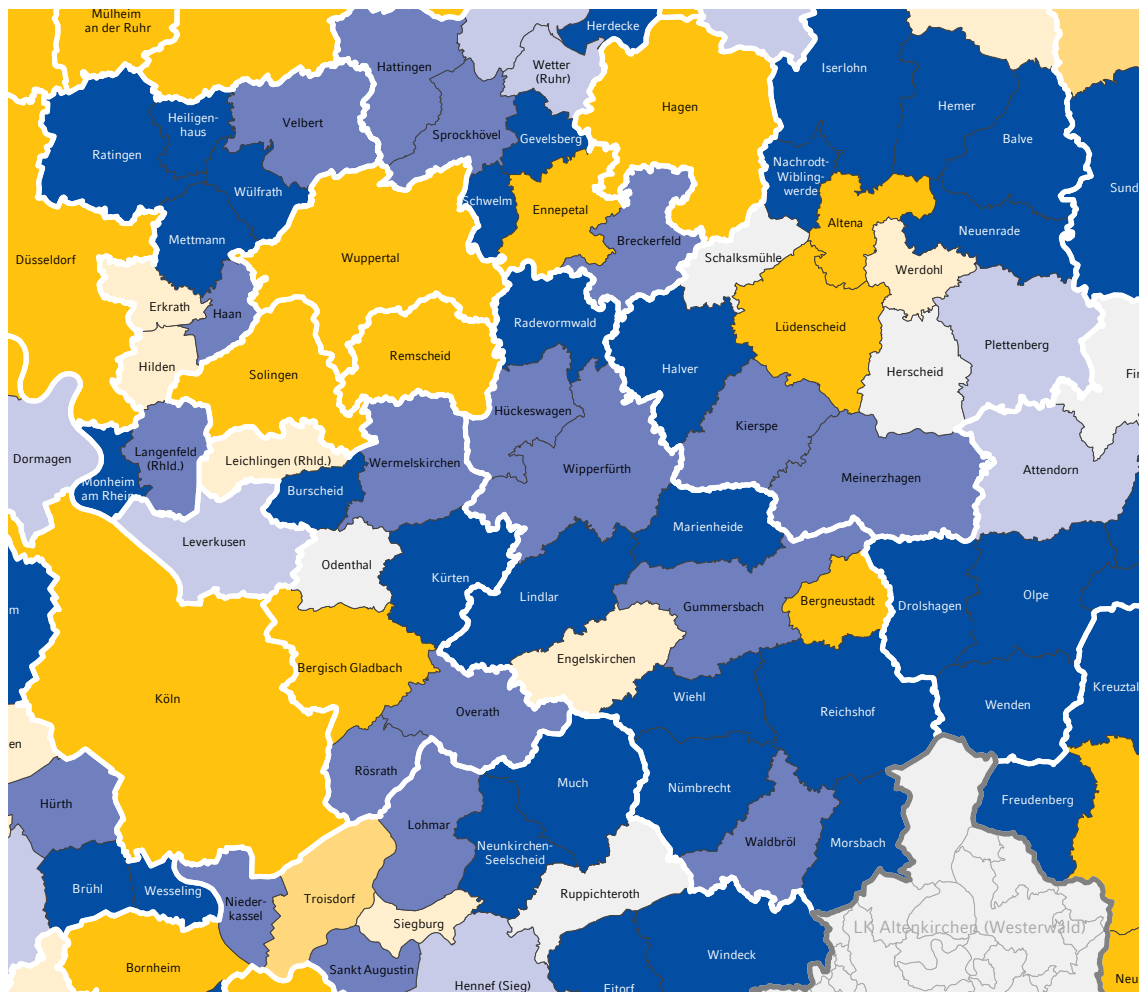 Mülheim
an der Ruhr
Herdecke
Hattingen
Wetter
(Ruhr)
Iserlohn
Hagen
Hemer
Heiligen-
haus
Velbert
Sprockhövel
Gevelsberg
Balve
Ratingen
Nachrodt-
Wibling-
werde
Sund
Wülfrath
Schwelm
Ennepetal
Altena
Mettmann
Breckerfeld
Neuenrade
Düsseldorf
Wuppertal
Schalksmühle
Werdohl
Erkrath
Haan
Radevormwald
Lüdenscheid
Plettenberg
Hilden
Solingen
Remscheid
Halver
Herscheid
Fir
Hückeswagen
Kierspe
Dormagen
Langenfeld
(Rhld.)
Leichlingen (Rhld.)
Wermelskirchen
Wipperfürth
Attendorn
Monheim
am Rhein
Burscheid
Meinerzhagen
Leverkusen
Marienheide
Odenthal
Kürten
Lindlar
Gummersbach
Bergneustadt
Drolshagen
Olpe
m
Engelskirchen
Bergisch Gladbach
Köln
Wiehl
Kreuztal
Overath
Reichshof
Wenden
en
Rösrath
Much
Nümbrecht
Freudenberg
Hürth
Lohmar
Neunkirchen-
Seelscheid
Waldbröl
Morsbach
Brühl
Wesseling
Nieder-
kassel
Troisdorf
Ruppichteroth
Siegburg
LK Altenkirchen (Westerwald)
Bornheim
Sankt Augustin
Windeck
Hennef (Sieg)
Eitorf
Neu